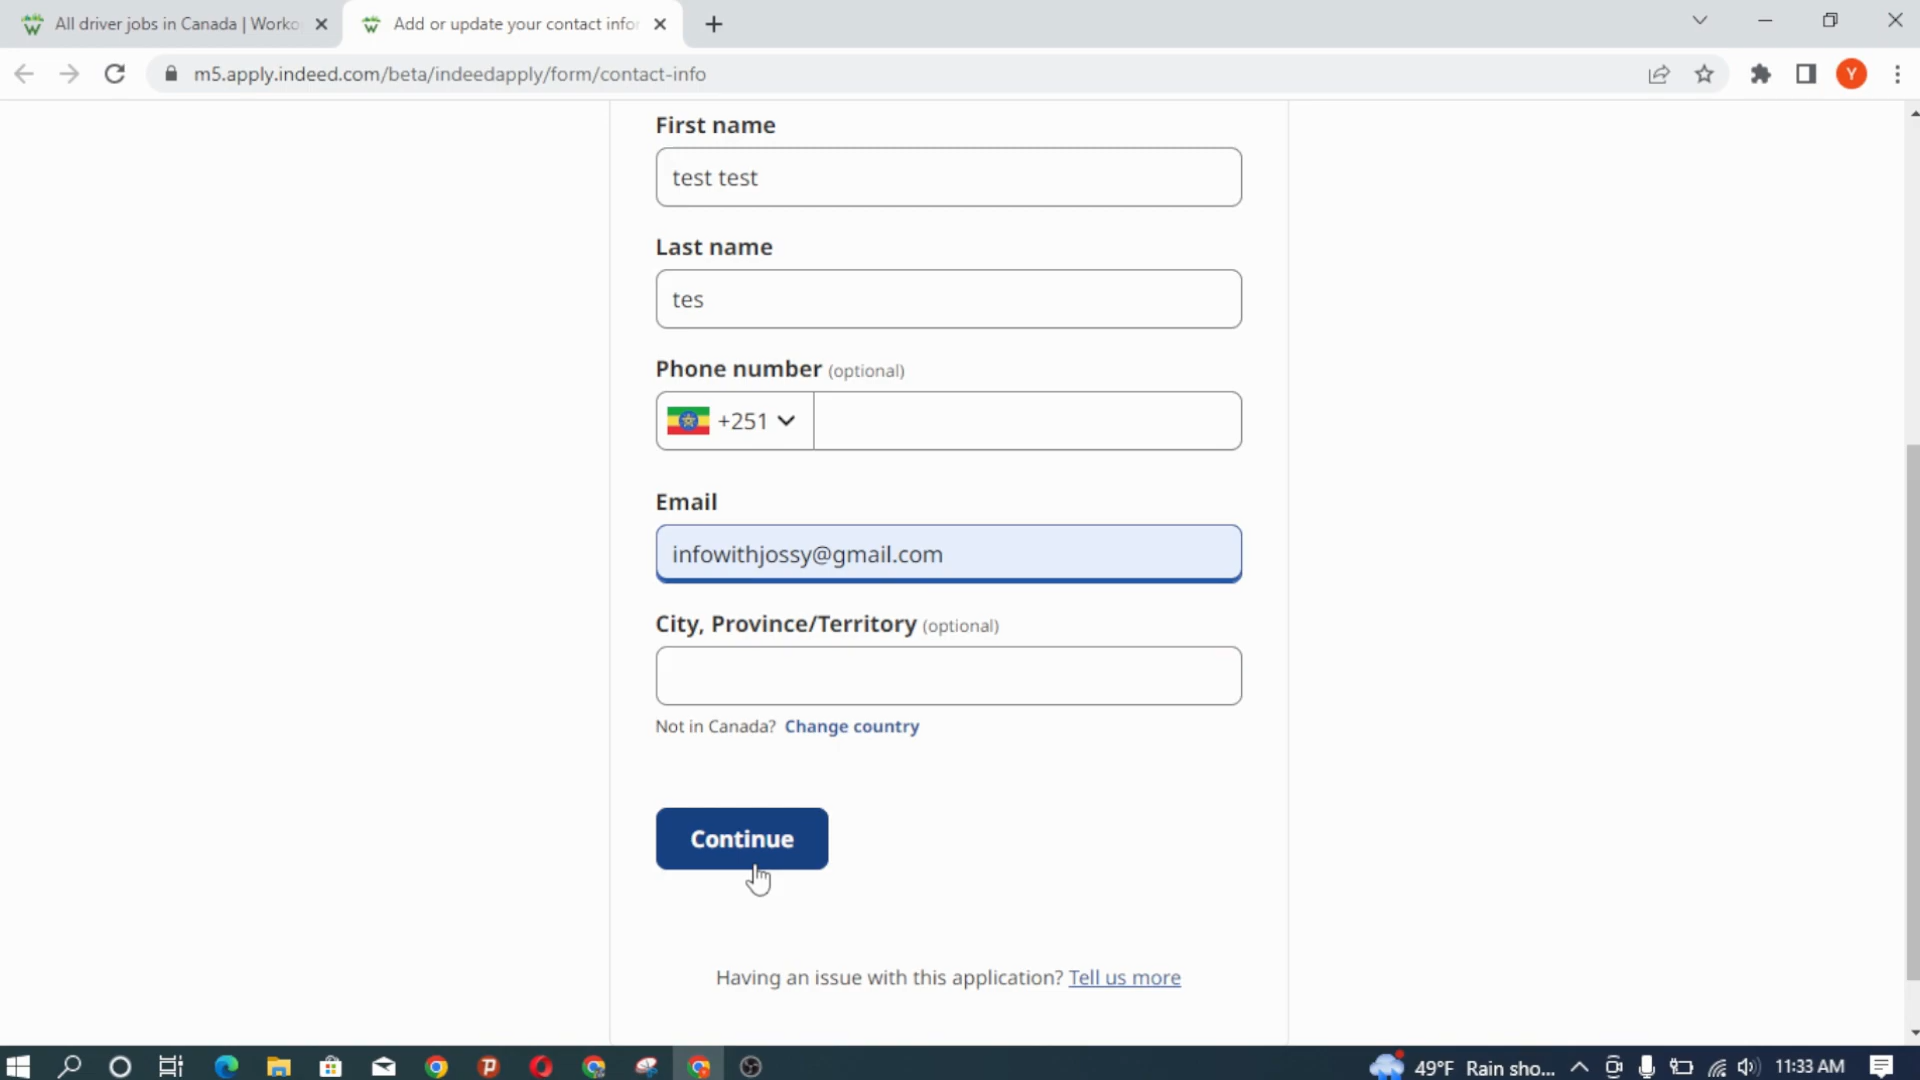 All driver jobs in Canada | Worko
Add or update your contact infor
m5.apply.indeed.com/beta/indeedapply/form/contact-info
Y
First name
test test
Last name
tes
Phone number (optional)
+251
Email
infowithjossy@gmail.com
City, Province/Territory (optional)
Not in Canada? Change country
Continue
Having an issue with this application? Tell us more
49°F Rain sho... 11:33 AM